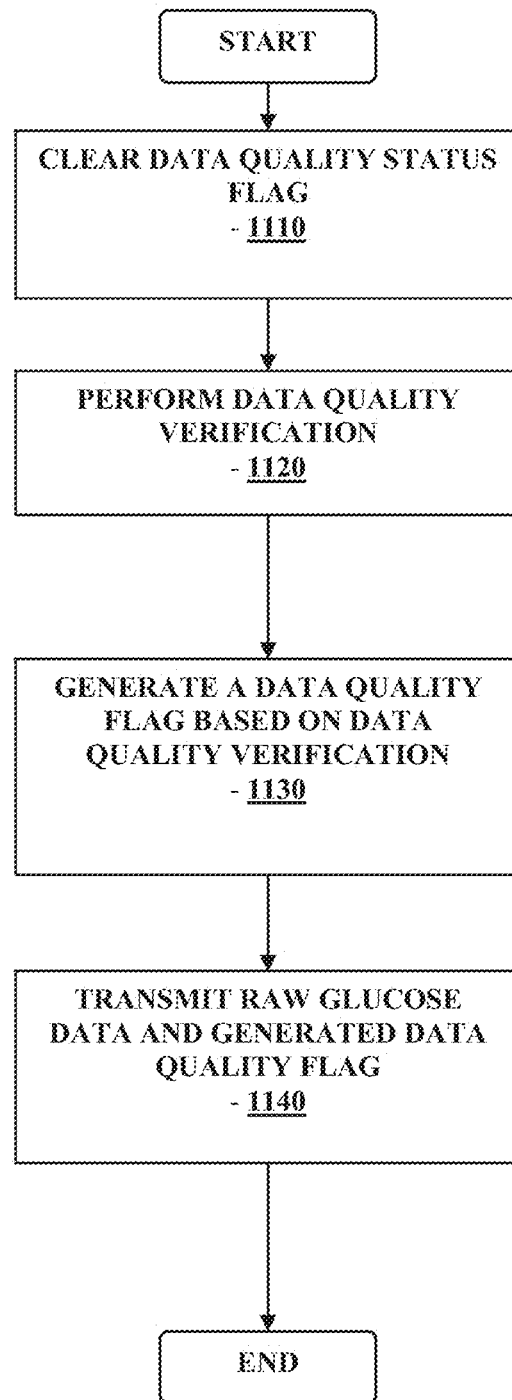 START
CLEAR DATA QUALITY STATUS
FLAG
- 1110
PERFORM DATA QUALITY
VERIFICATION
- 1120
GENERATE A DATA QUALITY
FLAG BASED ON DATA
QUALITY VERIFICATION
- 1130
TRANSMIT RAW GLUCOSE
DATA AND GENERATED DATA
QUALITY FLAG
- 1140
END